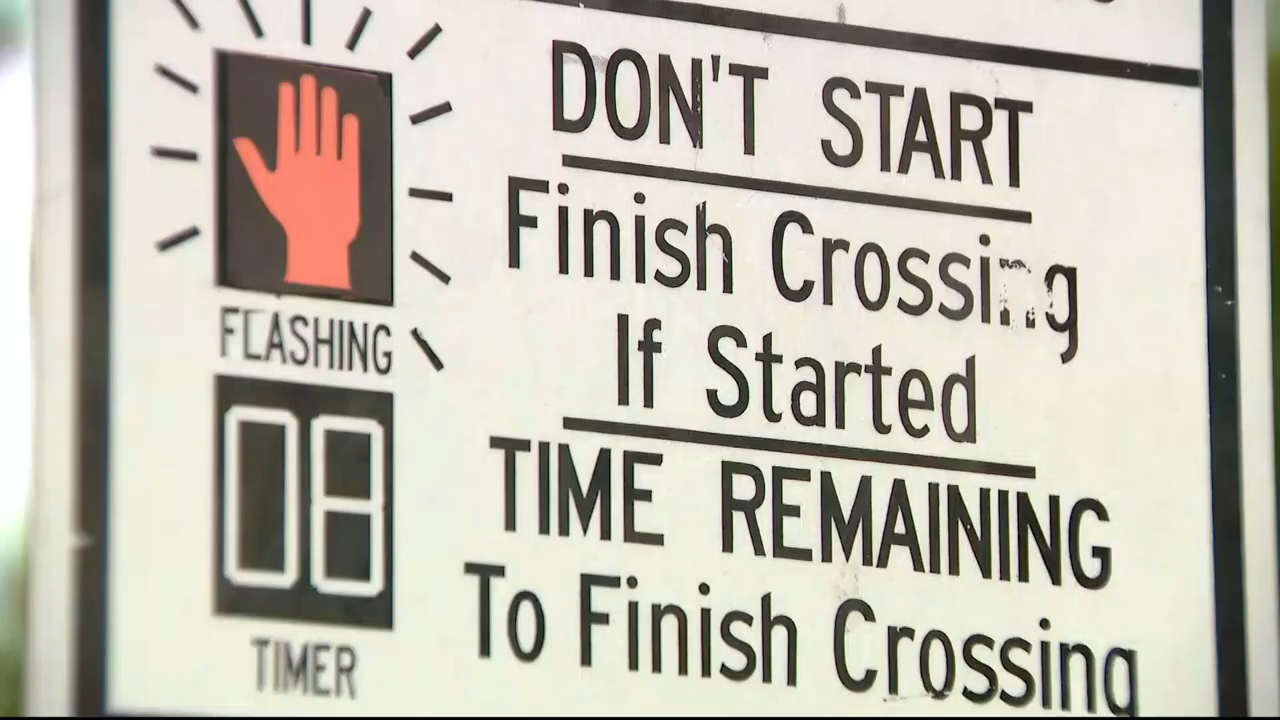 DON'T START
Finish Crossing
If Started
FLASHING
08
TIME REMAINING
To Finish Crossing
TIMER